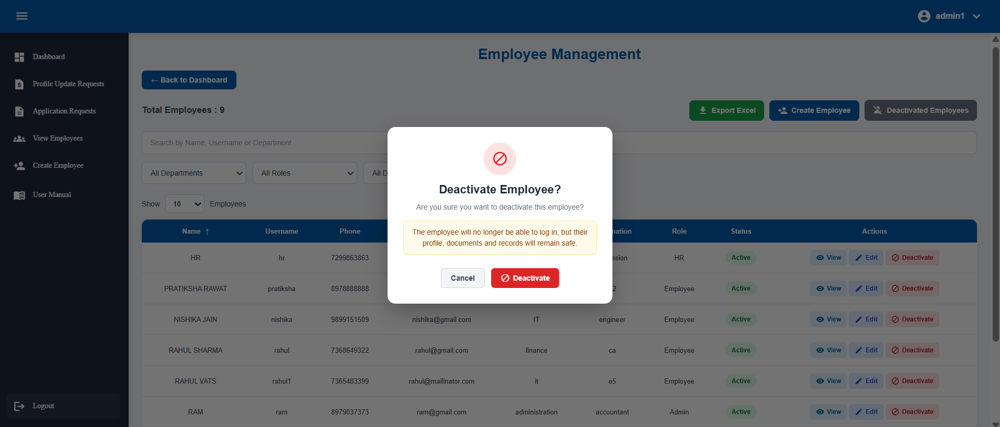 admin1
Dashboard
Profile Update Requests
Application Requests
View Employees
Create Employee
User Manual
Logout
Employee Management
← Back to Dashboard
Total Employees : 9
Export Excel
Create Employee
Deactivated Employees
Search by Name, Username or Department
All Departments
All Roles
All D
Show 10 Employees
Name ↑ Username Phone nation Role Status Actions
HR hr 7299863863 ssion HR Active View Edit Deactivate
PRATIKSHA RAWAT pratiksha 8978888888 2 Employee Active View Edit Deactivate
NISHIKA JAIN nishika 9899151509 nishika@gmail.com IT engineer Employee Active View Edit Deactivate
RAHUL SHARMA rahul 7368649322 rahul@gmail.com finance ca Employee Active View Edit Deactivate
RAHUL VATS rahul1 7365483399 rahul@mailinator.com it e5 Employee Active View Edit Deactivate
RAM ram 8979037373 ram@gmail.com administration accountant Admin Active View Edit Deactivate
Deactivate Employee?
Are you sure you want to deactivate this employee?
The employee will no longer be able to log in, but their
profile, documents and records will remain safe.
Cancel
Deactivate